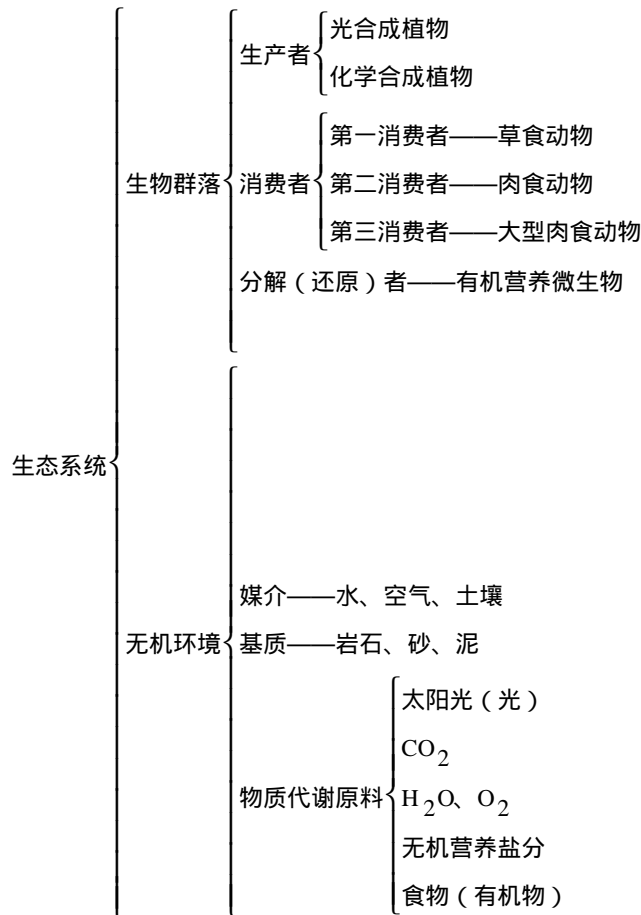 光合成植物
生产者
化学合成植物
第一消费者——草食动物
生物群落 消费者 第二消费者——肉食动物
第三消费者——大型肉食动物
分解（还原）者——有机营养微生物
生态系统
媒介——水、空气、土壤
无机环境 基质——岩石、砂、泥
太阳光（光）
CO₂
物质代谢原料 H₂O、O₂
无机营养盐分
食物（有机物）